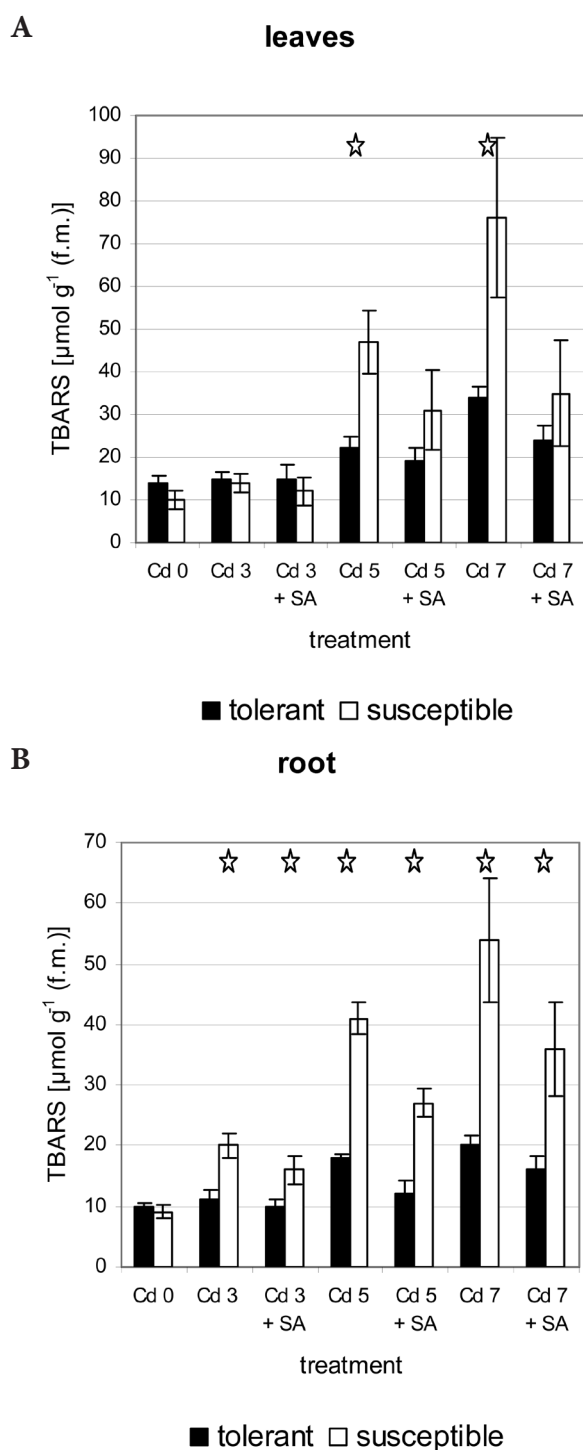 A
leaves
TBARS [µmol g⁻¹ (f.m.)]
100
90
80
70
60
50
40
30
20
10
0
Cd 0 Cd 3 Cd 3 Cd 5 Cd 5 Cd 7 Cd 7
+ SA + SA + SA
treatment
tolerant susceptible
B
root
TBARS [µmol g⁻¹ (f.m.)]
70
60
50
40
30
20
10
0
Cd 0 Cd 3 Cd 3 Cd 5 Cd 5 Cd 7 Cd 7
+ SA + SA + SA
treatment
tolerant susceptible